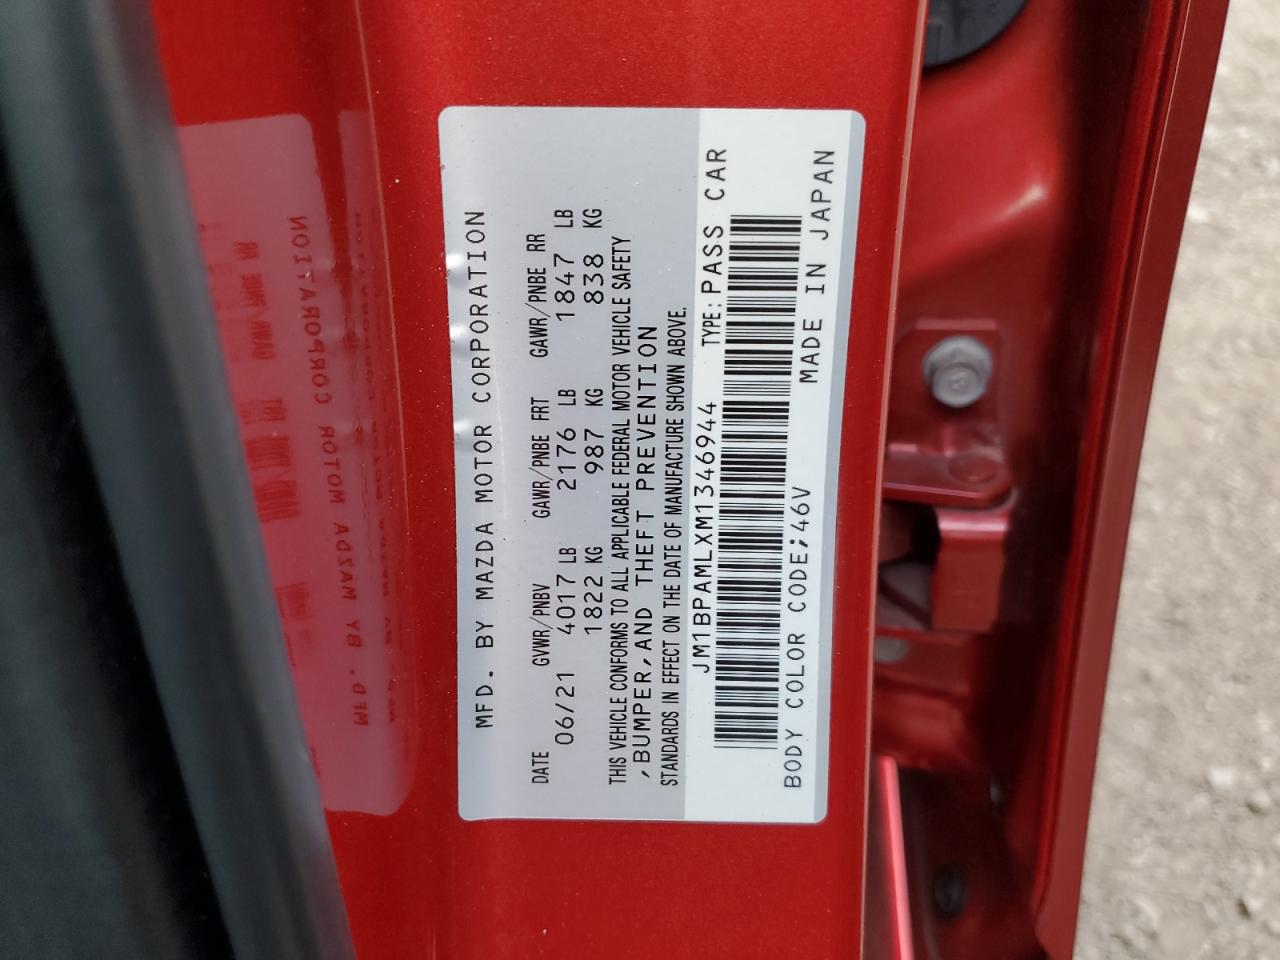 MFD. BY MAZDA MOTOR CORPORATION
DATE GVWR/PNBV GAWR/PNBE FRT GAWR/PNBE RR
06/21 4017 LB 2176 LB 1847 LB
1822 KG 987 KG 838 KG
THIS VEHICLE CONFORMS TO ALL APPLICABLE FEDERAL MOTOR VEHICLE SAFETY
,BUMPER,AND THEFT PREVENTION
STANDARDS IN EFFECT ON THE DATE OF MANUFACTURE SHOWN ABOVE.
JM1BPAMLXM1346944 TYPE:PASS CAR
BODY COLOR CODE;46V MADE IN JAPAN